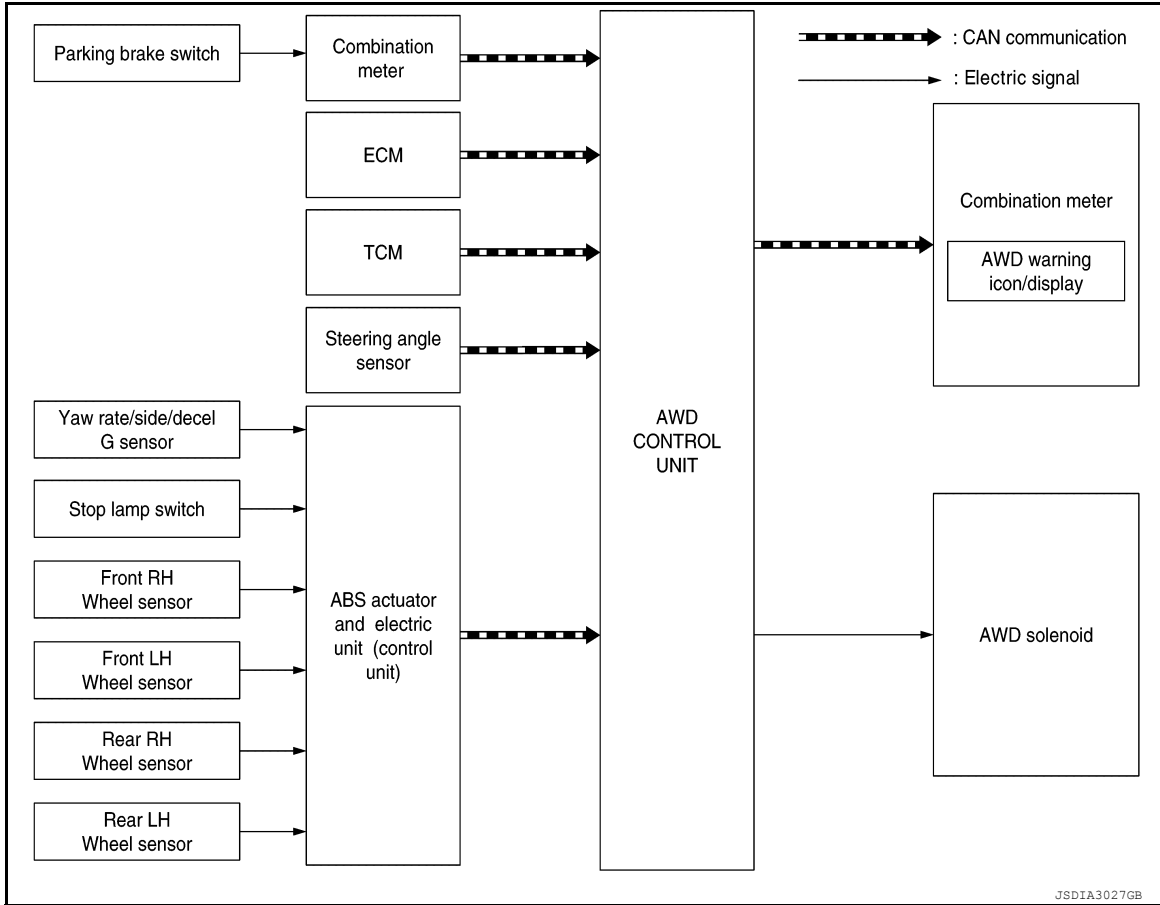 Parking brake switch
Combination
meter
: CAN communication
: Electric signal
ECM
TCM
Steering angle
sensor
Combination meter
AWD warning
icon/display
AWD
CONTROL
UNIT
Yaw rate/side/decel
G sensor
Stop lamp switch
Front RH
Wheel sensor
Front LH
Wheel sensor
Rear RH
Wheel sensor
Rear LH
Wheel sensor
ABS actuator
and electric
unit (control
unit)
AWD solenoid
JSDIA3027GB